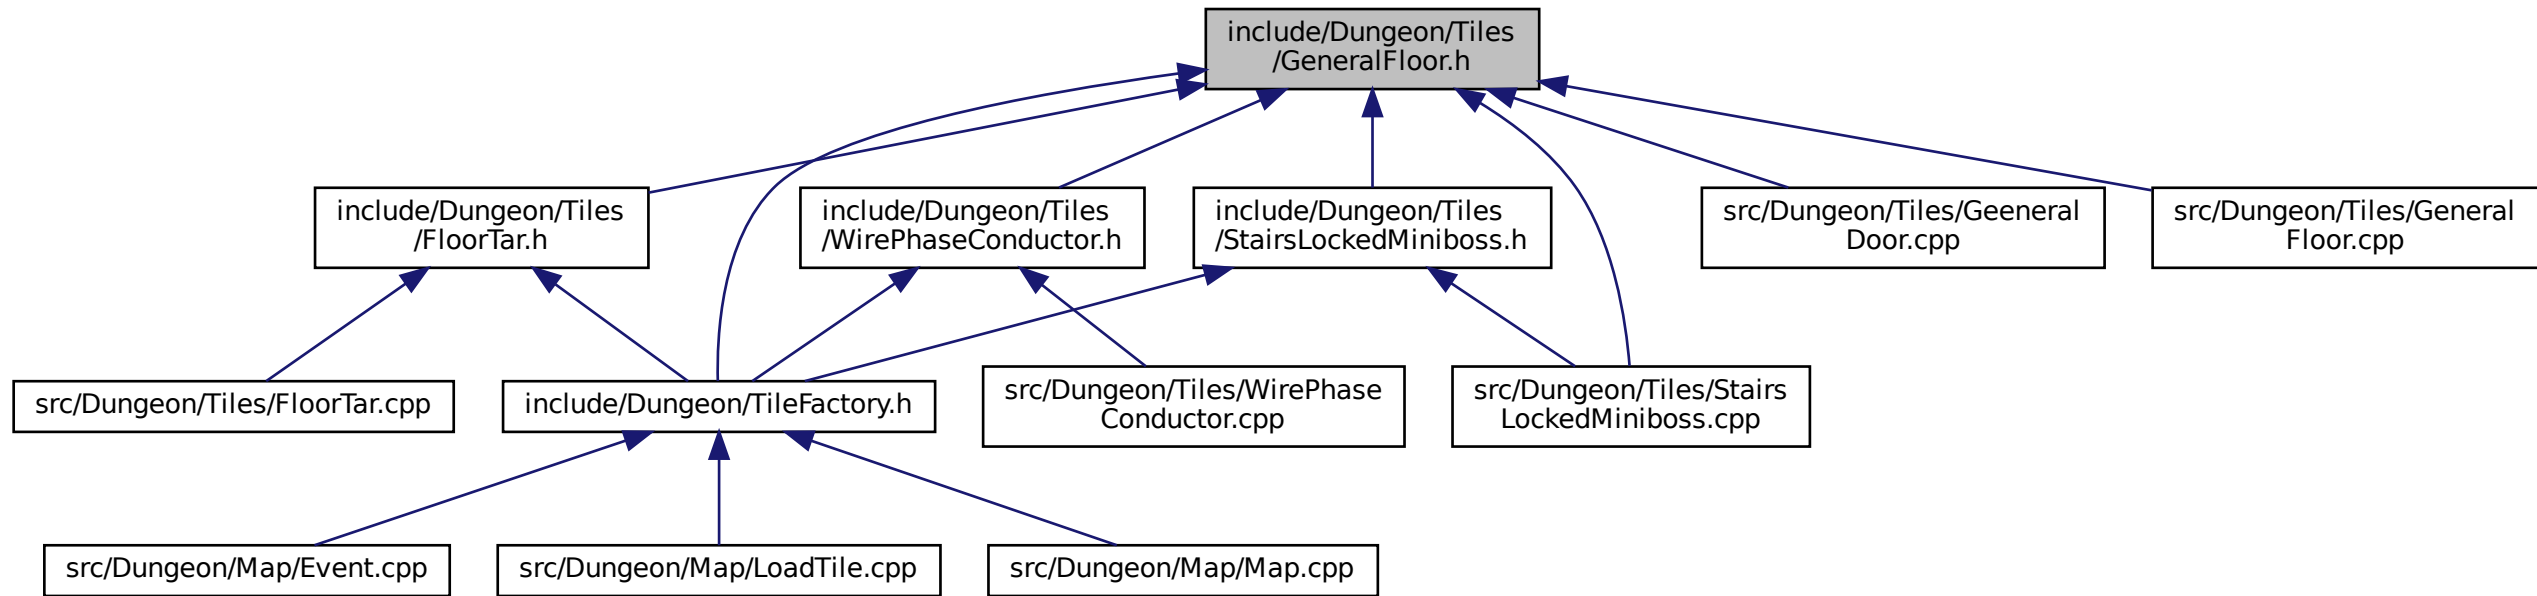 include/Dungeon/Tiles
/GeneralFloor.h
include/Dungeon/Tiles
/FloorTar.h
include/Dungeon/Tiles
/WirePhaseConductor.h
include/Dungeon/Tiles
/StairsLockedMiniboss.h
src/Dungeon/Tiles/Geeneral
Door.cpp
src/Dungeon/Tiles/General
Floor.cpp
src/Dungeon/Tiles/FloorTar.cpp
include/Dungeon/TileFactory.h
src/Dungeon/Tiles/WirePhase
Conductor.cpp
src/Dungeon/Tiles/Stairs
LockedMiniboss.cpp
src/Dungeon/Map/Event.cpp
src/Dungeon/Map/LoadTile.cpp
src/Dungeon/Map/Map.cpp